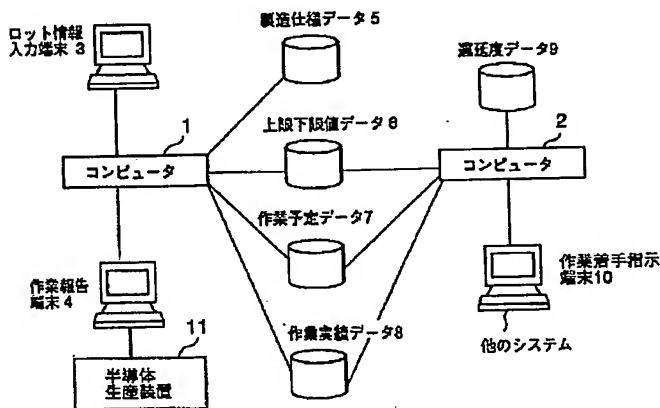 ロット情報
入力端末 3
製造仕様データ 5
遅延度データ9
1
コンピュータ
上限下限値データ 6
2
コンピュータ
作業予定データ7
作業報告
端末 4
作業着手指示
端末10
他のシステム
11
半導体
生産装置
作業実績データ8